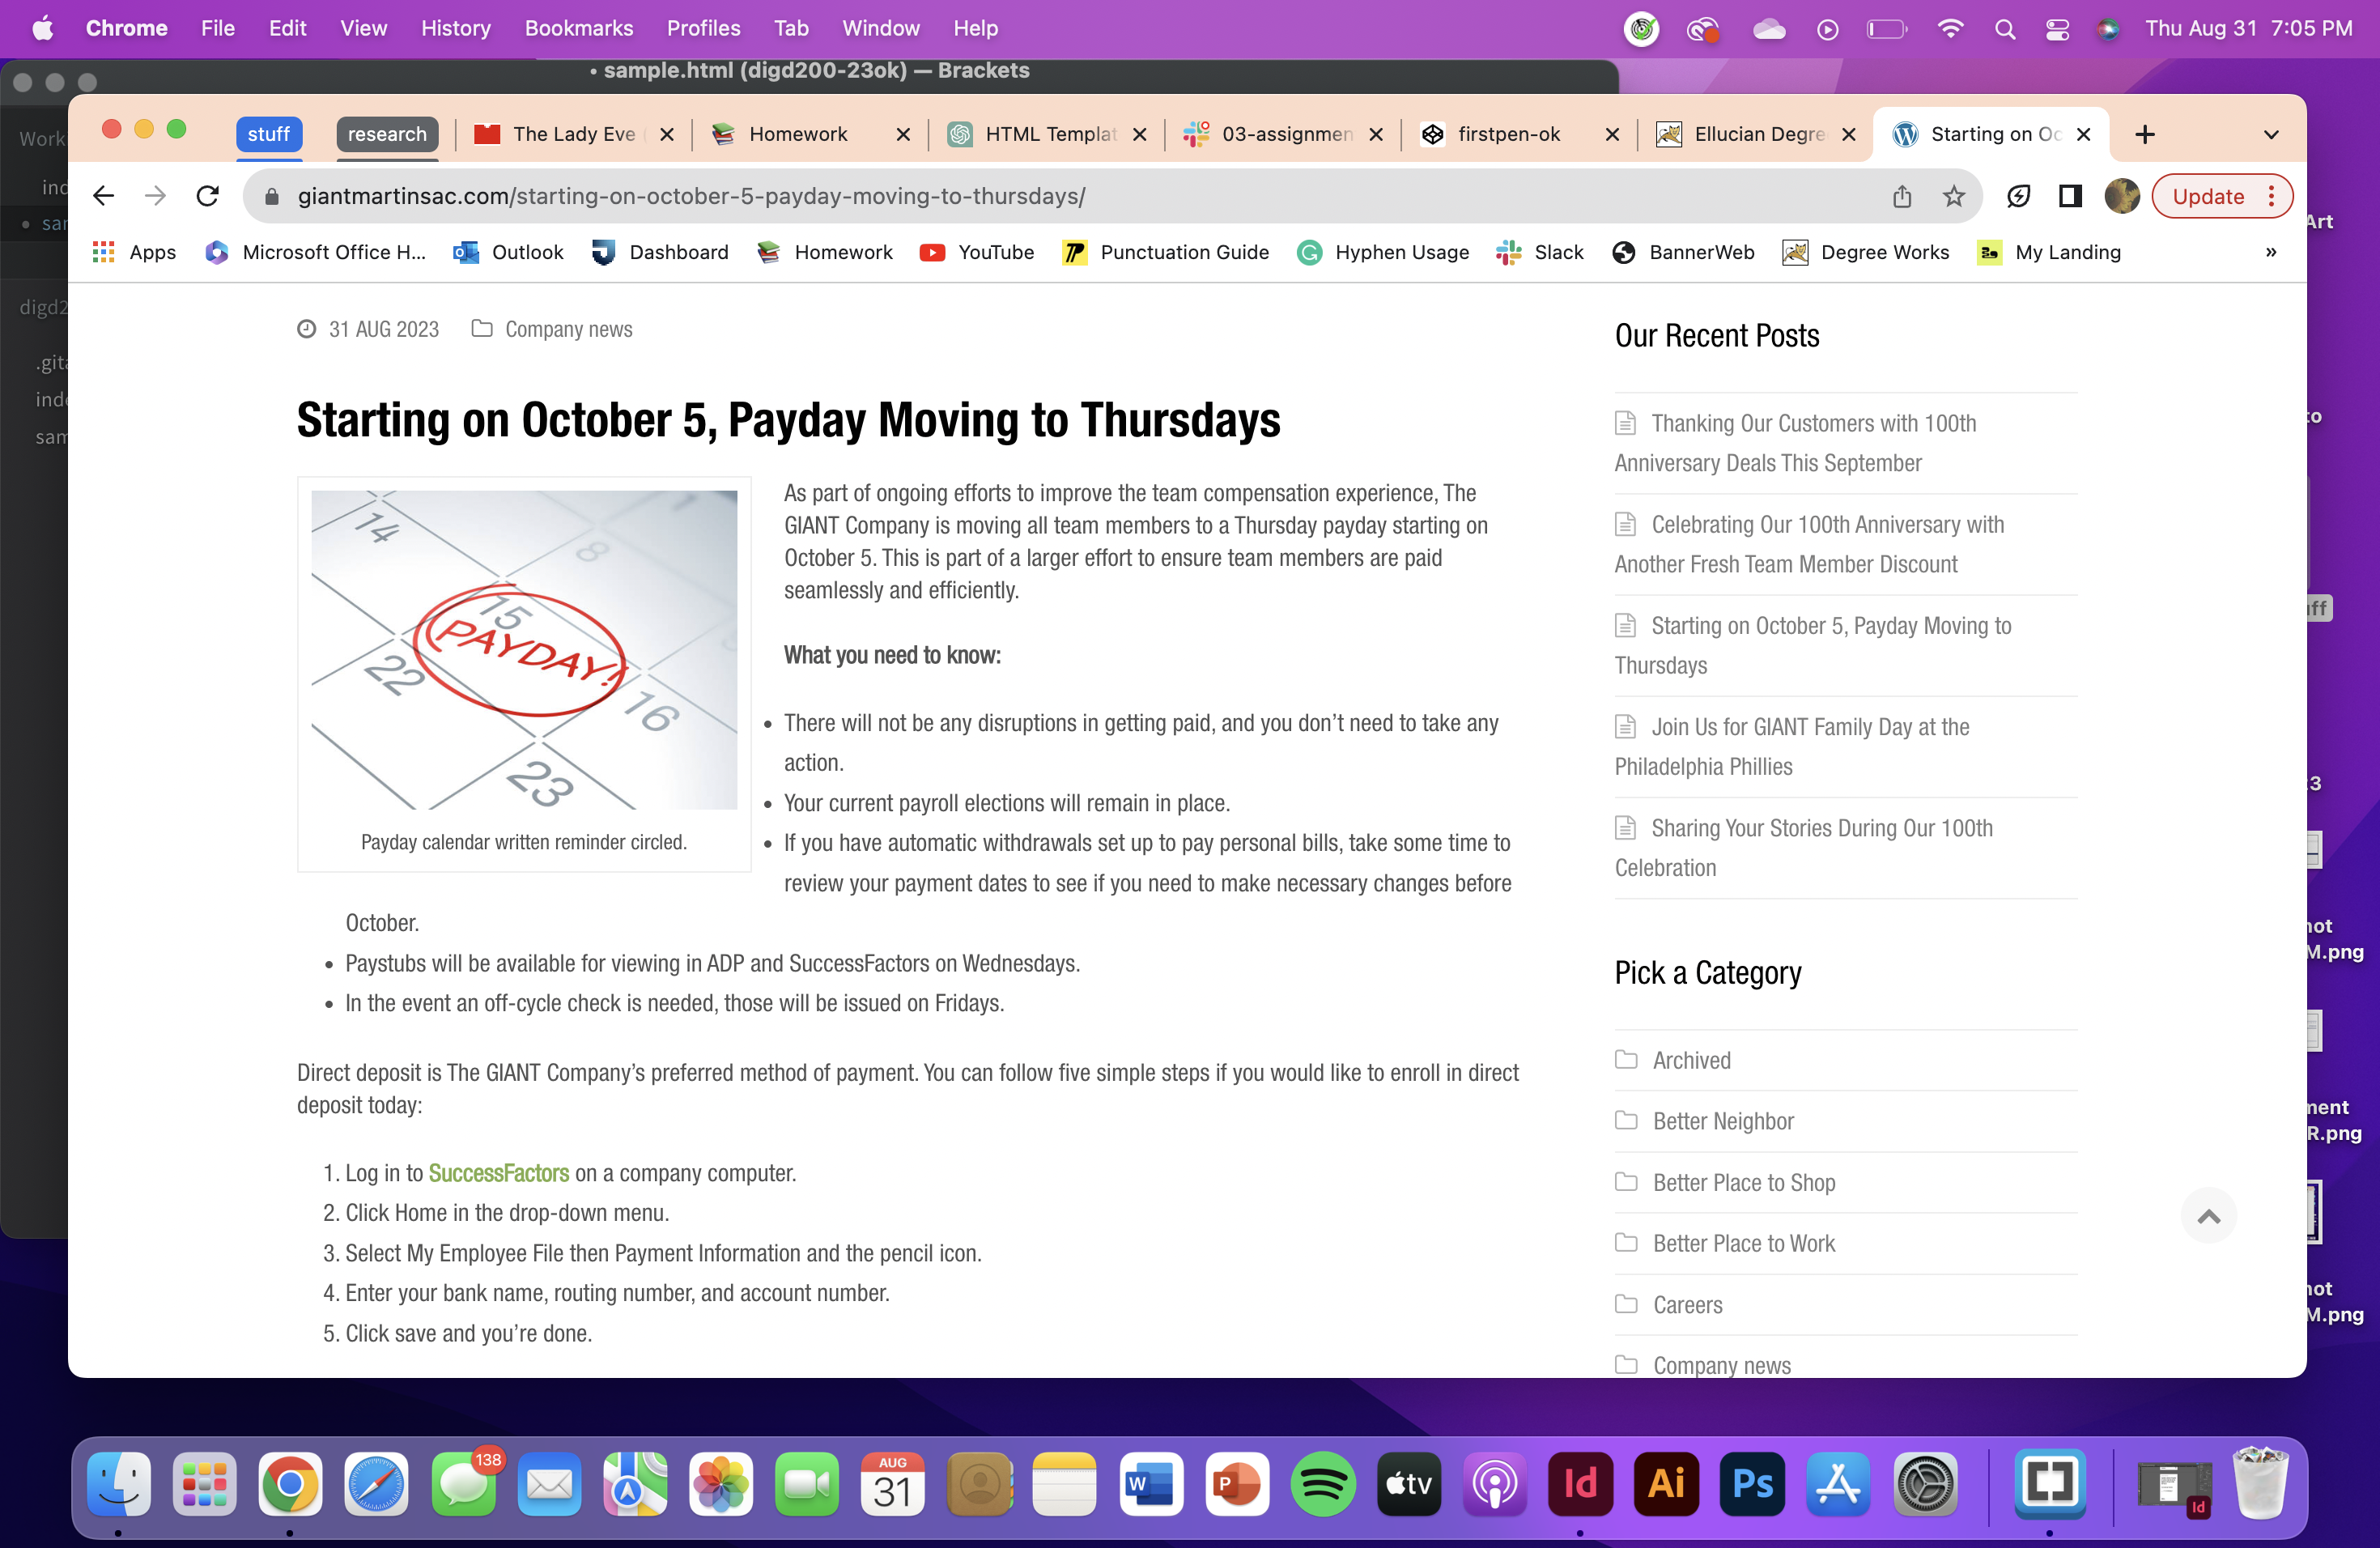 Chrome File Edit View History Bookmarks Profiles Tab Window Help Thu Aug 31 7:05 PM
• sample.html (digd200-23ok) — Brackets
stuff research The Lady Eve Homework HTML Templat 03-assignmen firstpen-ok Ellucian Degre Starting on Oc
giantmartinsac.com/starting-on-october-5-payday-moving-to-thursdays/ Update
Apps Microsoft Office H... Outlook Dashboard Homework YouTube Punctuation Guide Hyphen Usage Slack BannerWeb Degree Works My Landing »
31 AUG 2023 Company news
Starting on October 5, Payday Moving to Thursdays
14
8
15
PAYDAY!
22
16
23
Payday calendar written reminder circled.
As part of ongoing efforts to improve the team compensation experience, The
GIANT Company is moving all team members to a Thursday payday starting on
October 5. This is part of a larger effort to ensure team members are paid
seamlessly and efficiently.
What you need to know:
• There will not be any disruptions in getting paid, and you don’t need to take any
action.
• Your current payroll elections will remain in place.
• If you have automatic withdrawals set up to pay personal bills, take some time to
review your payment dates to see if you need to make necessary changes before
October.
• Paystubs will be available for viewing in ADP and SuccessFactors on Wednesdays.
• In the event an off-cycle check is needed, those will be issued on Fridays.
Direct deposit is The GIANT Company’s preferred method of payment. You can follow five simple steps if you would like to enroll in direct
deposit today:
1. Log in to SuccessFactors on a company computer.
2. Click Home in the drop-down menu.
3. Select My Employee File then Payment Information and the pencil icon.
4. Enter your bank name, routing number, and account number.
5. Click save and you’re done.
Our Recent Posts
Thanking Our Customers with 100th
Anniversary Deals This September
Celebrating Our 100th Anniversary with
Another Fresh Team Member Discount
Starting on October 5, Payday Moving to
Thursdays
Join Us for GIANT Family Day at the
Philadelphia Phillies
Sharing Your Stories During Our 100th
Celebration
Pick a Category
Archived
Better Neighbor
Better Place to Shop
Better Place to Work
Careers
Company news
138
AUG
31
W
P
tv
Id
Ai
Ps
Id